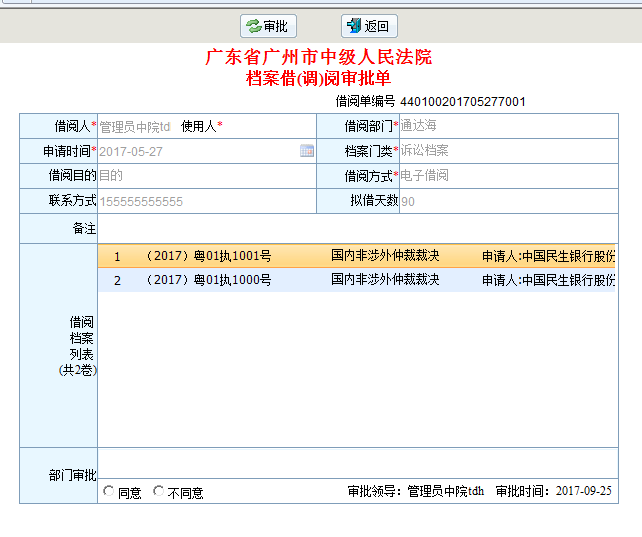 审批 返回
广东省广州市中级人民法院
档案借(调)阅审批单
借阅单编号 440100201705277001
借阅人* 管理员中院td 使用人* 借阅部门* 通达海
申请时间* 2017-05-27 档案门类* 诉讼档案
借阅目的 目的 借阅方式* 电子借阅
联系方式 155555555555 拟借天数 90
备注
1 （2017）粤01执1001号 国内非涉外仲裁裁决 申请人:中国民生银行股份
2 （2017）粤01执1000号 国内非涉外仲裁裁决 申请人:中国民生银行股份
借阅
档案
列表
(共2卷)
部门审批
同意 不同意 审批领导：管理员中院tdh 审批时间：2017-09-25